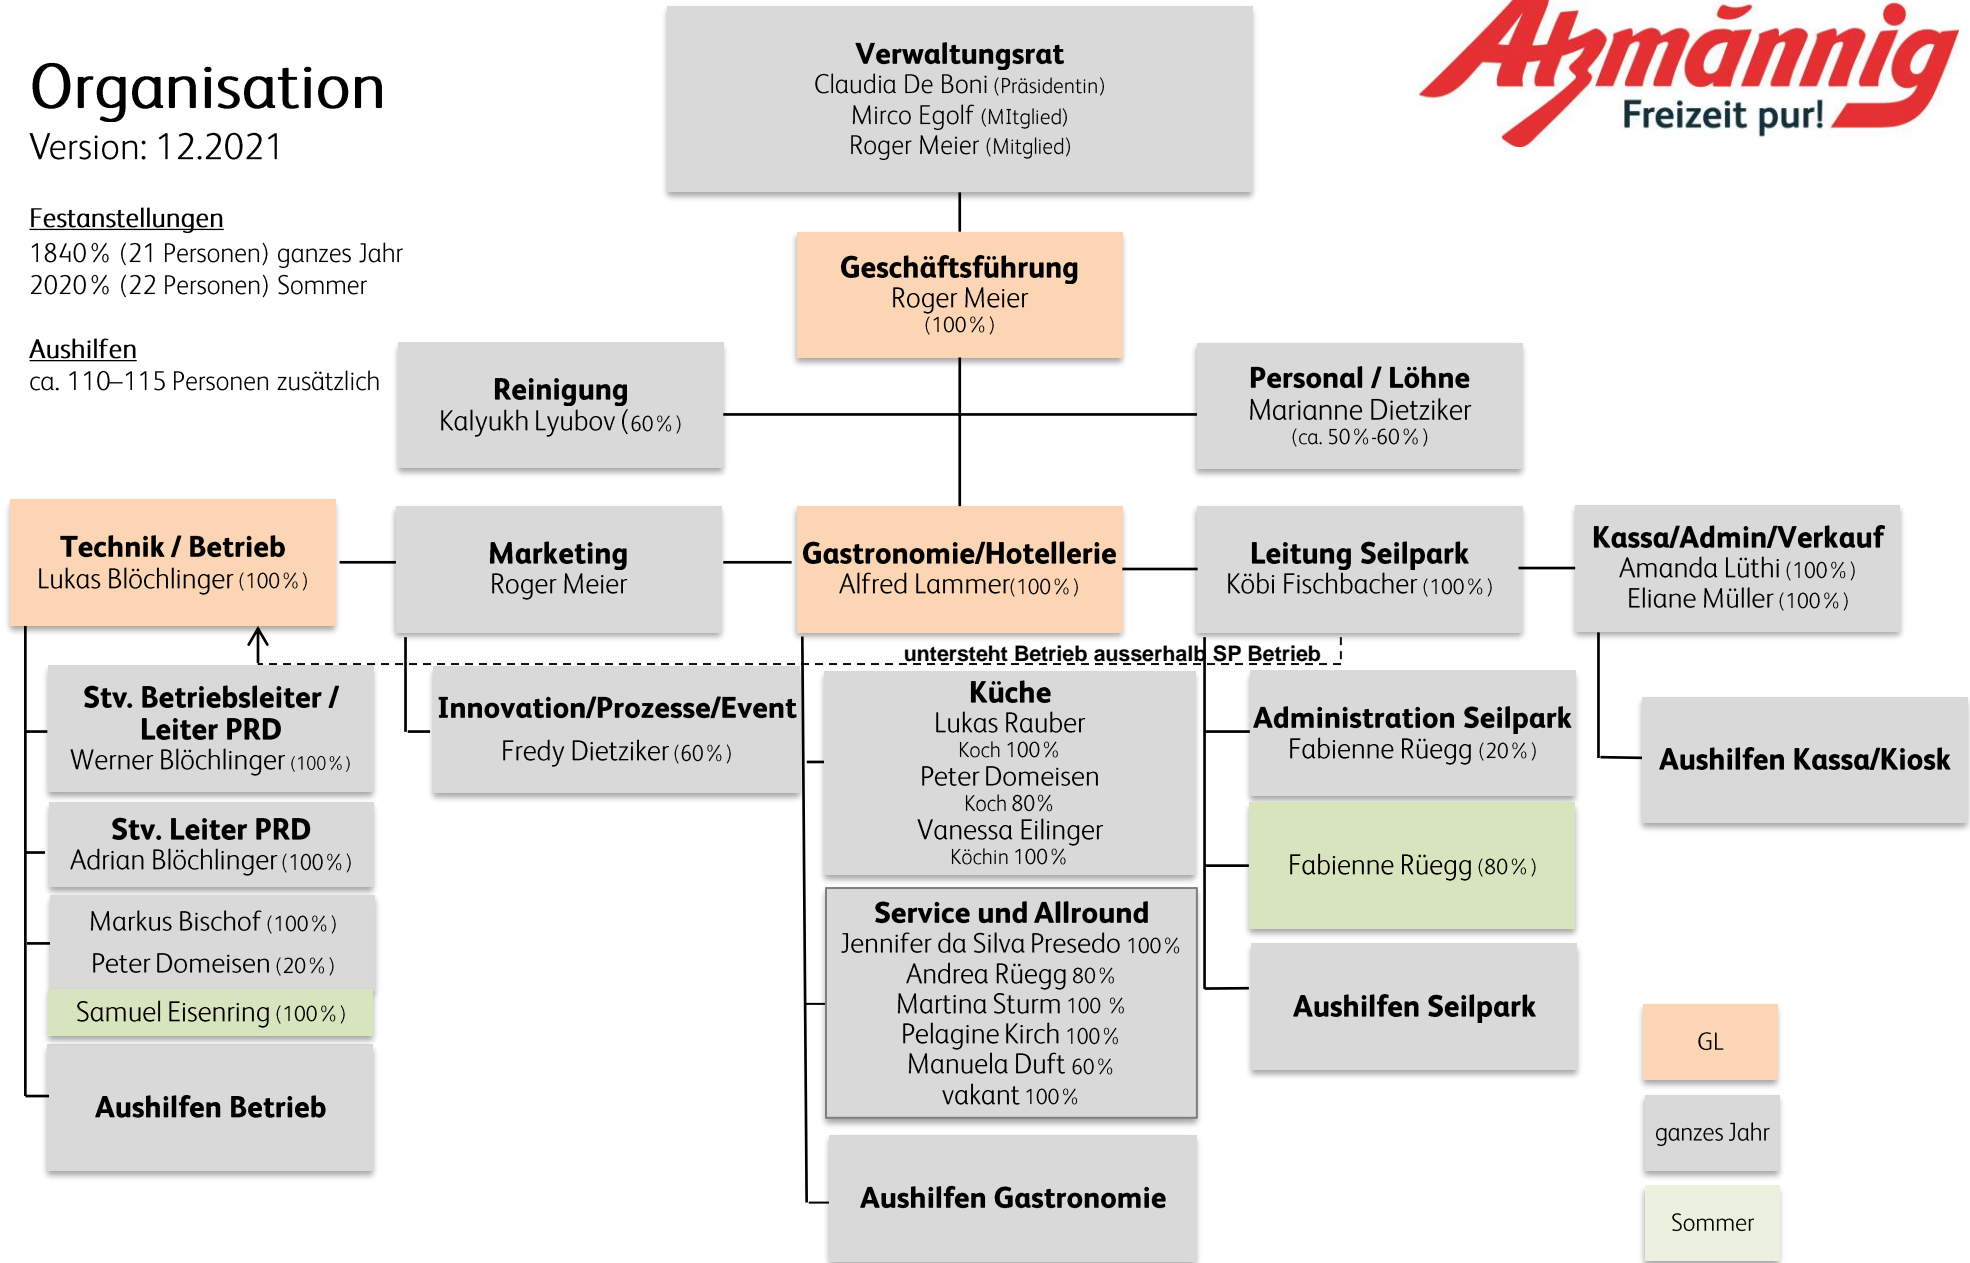 Organisation
Version: 12.2021
Festanstellungen
1840% (21 Personen) ganzes Jahr
2020% (22 Personen) Sommer
Aushilfen
ca. 110–115 Personen zusätzlich
Atzmännig
Freizeit pur!
Verwaltungsrat
Claudia De Boni (Präsidentin)
Mirco Egolf (MItglied)
Roger Meier (Mitglied)
Geschäftsführung
Roger Meier
(100%)
Reinigung
Kalyukh Lyubov (60%)
Personal / Löhne
Marianne Dietziker
(ca. 50%-60%)
Technik / Betrieb
Lukas Blöchlinger (100%)
Marketing
Roger Meier
Gastronomie/Hotellerie
Alfred Lammer(100%)
Leitung Seilpark
Köbi Fischbacher (100%)
Kassa/Admin/Verkauf
Amanda Lüthi (100%)
Eliane Müller (100%)
untersteht Betrieb ausserhalb SP Betrieb
Stv. Betriebsleiter /
Leiter PRD
Werner Blöchlinger (100%)
Stv. Leiter PRD
Adrian Blöchlinger (100%)
Markus Bischof (100%)
Peter Domeisen (20%)
Samuel Eisenring (100%)
Aushilfen Betrieb
Innovation/Prozesse/Event
Fredy Dietziker (60%)
Küche
Lukas Rauber
Koch 100%
Peter Domeisen
Koch 80%
Vanessa Eilinger
Köchin 100%
Service und Allround
Jennifer da Silva Presedo 100%
Andrea Rüegg 80%
Martina Sturm 100 %
Pelagine Kirch 100%
Manuela Duft 60%
vakant 100%
Aushilfen Gastronomie
Administration Seilpark
Fabienne Rüegg (20%)
Fabienne Rüegg (80%)
Aushilfen Seilpark
Aushilfen Kassa/Kiosk
GL
ganzes Jahr
Sommer